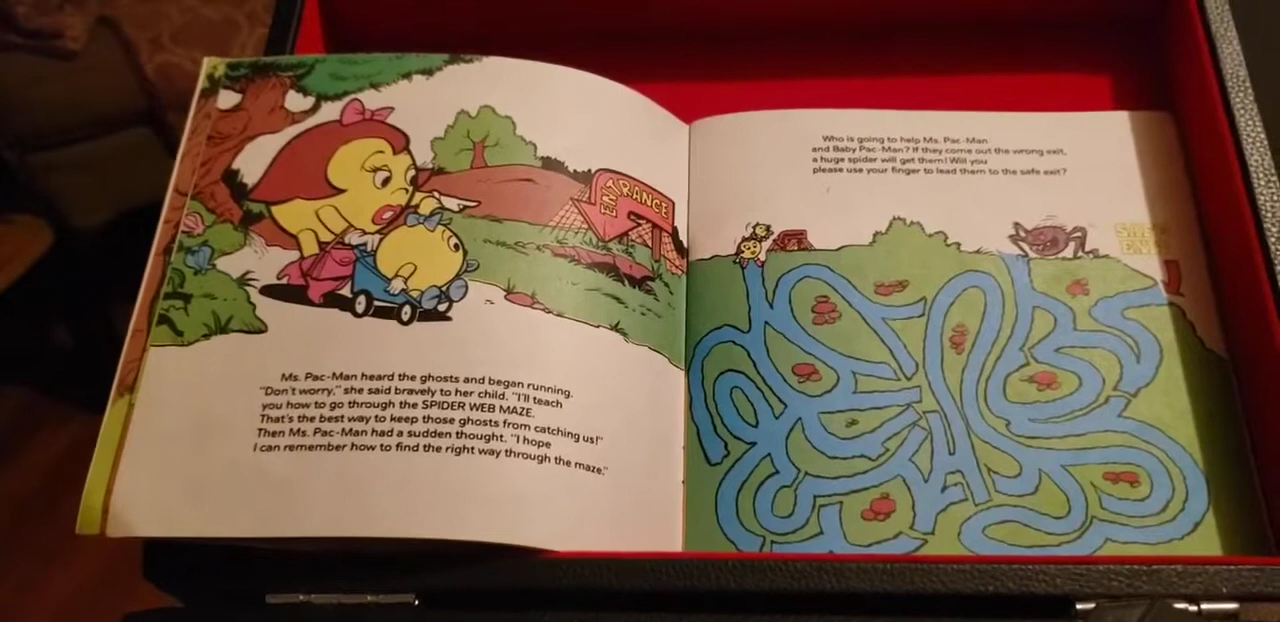 ENTRANCE
Ms. Pac-Man heard the ghosts and began running.
"Don't worry," she said bravely to her child. "I'll teach
you how to go through the SPIDER WEB MAZE.
That's the best way to keep those ghosts from catching us!"
Then Ms. Pac-Man had a sudden thought. "I hope
I can remember how to find the right way through the maze."
Who is going to help Ms. Pac-Man
and Baby Pac-Man? If they come out the wrong exit,
a huge spider will get them! Will you
please use your finger to lead them to the safe exit?